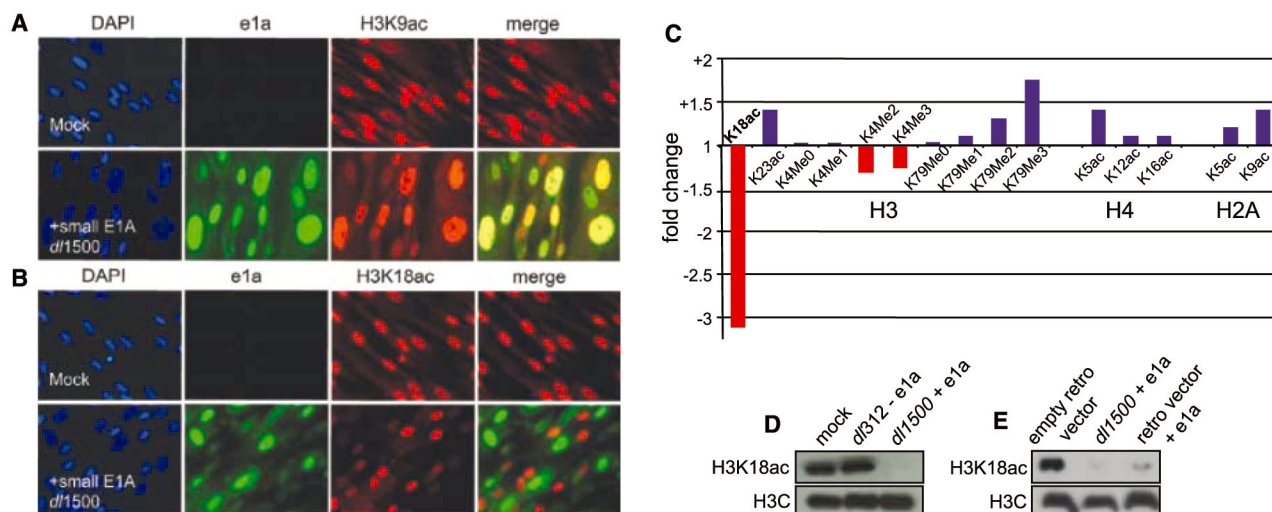 A
DAPI e1a H3K9ac merge
Mock
+small E1A
dl1500
B
DAPI e1a H3K18ac merge
Mock
+small E1A
dl1500
C
fold change
+2
+1.5
1
-1.5
-2
-2.5
-3
K18ac
K23ac
K4Me0
K4Me1
K4Me2
K4Me3
K79Me0
K79Me1
K79Me2
K79Me3
K5ac
K12ac
K16ac
K5ac
K9ac
H3 H4 H2A
D
mock
dl312 - e1a
dl1500 + e1a
H3K18ac
H3C
E
empty retro
vector
dl1500 + e1a
retro vector
+ e1a
H3K18ac
H3C